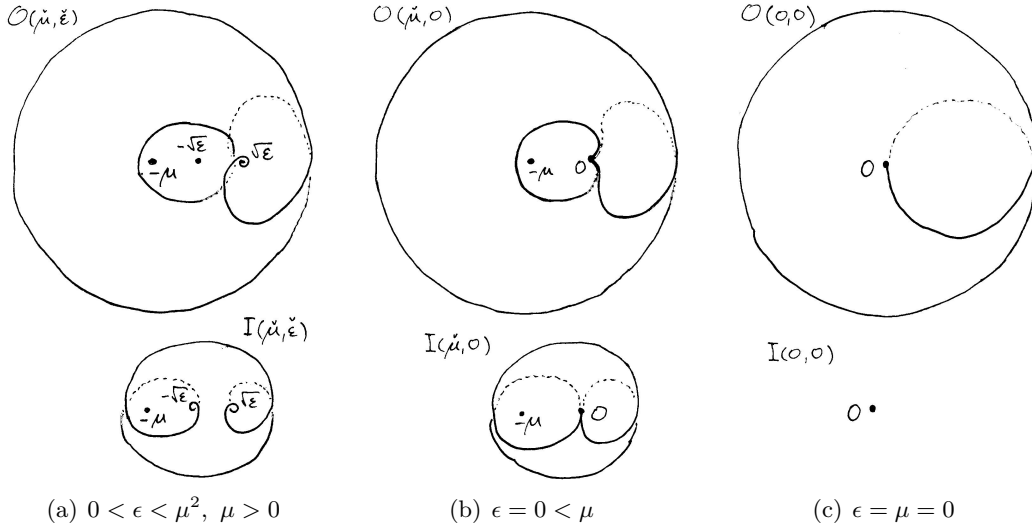 O(μ̌,ε̌)
-μ
-√ε
√ε
I(μ̌,ε̌)
-μ
-√ε
√ε
(a) 0 < ϵ < μ², μ > 0
O(μ̌,0)
-μ
0
I(μ̌,0)
-μ
0
(b) ϵ = 0 < μ
O(0,0)
0
I(0,0)
0
(c) ϵ = μ = 0